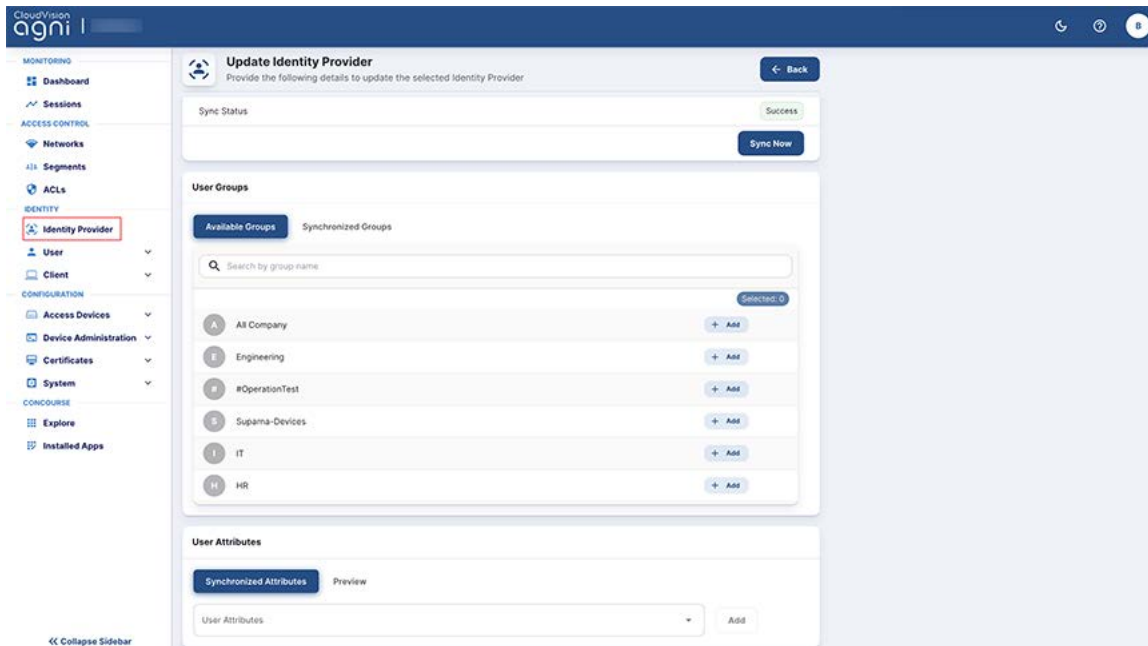 CloudVision
agni
B
MONITORING
Dashboard
Sessions
ACCESS CONTROL
Networks
Segments
ACLs
IDENTITY
Identity Provider
User
Client
CONFIGURATION
Access Devices
Device Administration
Certificates
System
CONCOURSE
Explore
Installed Apps
Collapse Sidebar
Update Identity Provider
Provide the following details to update the selected Identity Provider
Back
Sync Status
Success
Sync Now
User Groups
Available Groups
Synchronized Groups
Search by group name
Selected: 0
A All Company + Add
E Engineering + Add
# #OperationTest + Add
S Suparna-Devices + Add
I IT + Add
H HR + Add
User Attributes
Synchronized Attributes
Preview
User Attributes
Add